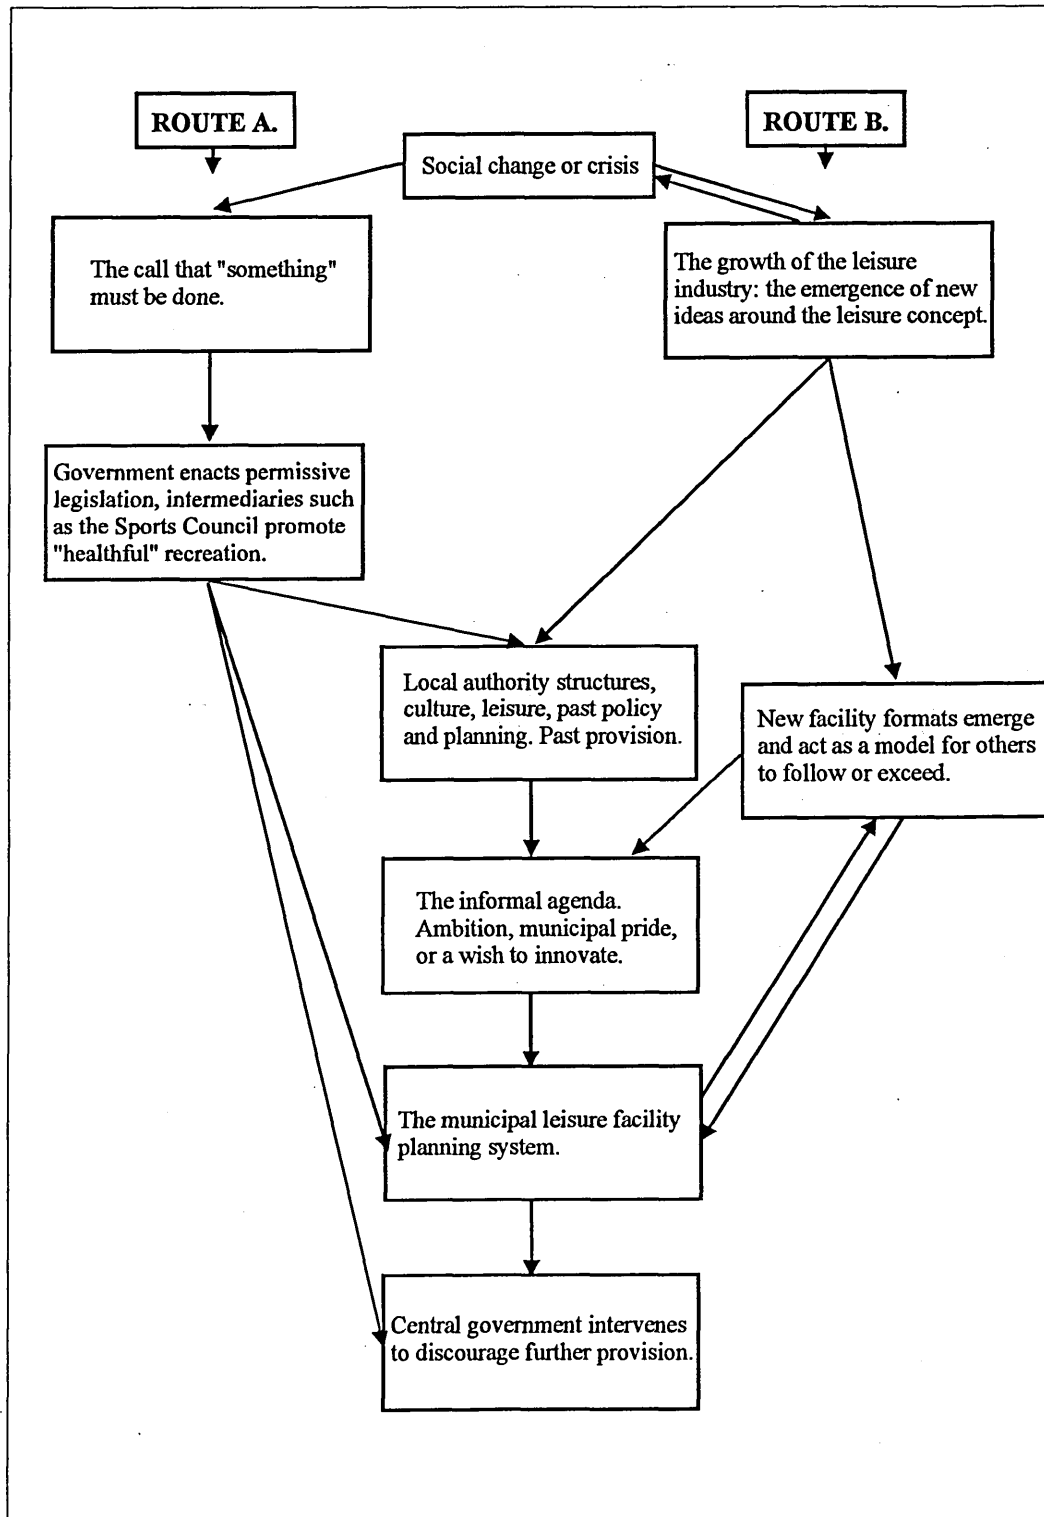 ROUTE A.
ROUTE B.
Social change or crisis
The call that "something"
must be done.
The growth of the leisure
industry: the emergence of new
ideas around the leisure concept.
Government enacts permissive
legislation, intermediaries such
as the Sports Council promote
"healthful" recreation.
Local authority structures,
culture, leisure, past policy
and planning. Past provision.
New facility formats emerge
and act as a model for others
to follow or exceed.
The informal agenda.
Ambition, municipal pride,
or a wish to innovate.
The municipal leisure facility
planning system.
Central government intervenes
to discourage further provision.